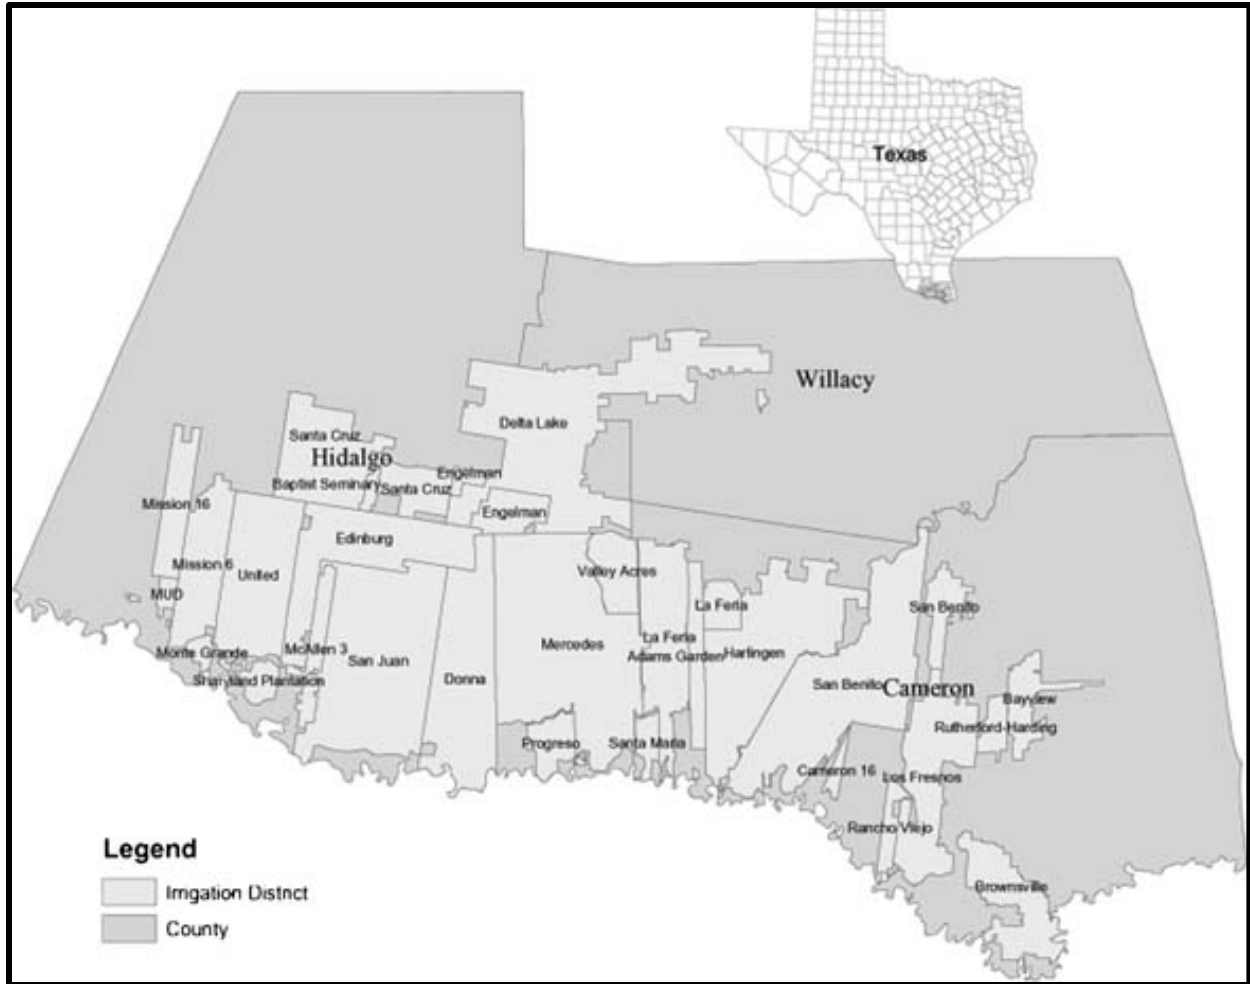 Texas
Willacy
Delta Lake
Santa Cruz
Hidalgo
Engelman
Baptist Seminary
Santa Cruz
Mission 16
Engelman
Edinburg
Mission 6
United
Valley Acres
MUD
La Feria
San Benito
La Feria
Mercedes
McAllen 3
Monte Grande
Adams Garden
Harlingen
San Juan
Donna
Sharyland Plantation
San Benito
Cameron
Bayview
Rutherford-Harding
Progreso
Santa Maria
Cameron 16
Los Fresnos
Rancho Viejo
Brownsville
Legend
Irrigation District
County